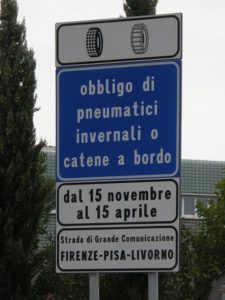 obbligo di
pneumatici
invernali o
catene a bordo
dal 15 novembre
al 15 aprile
Strada di Grande Comunicazione
FIRENZE-PISA-LIVORNO